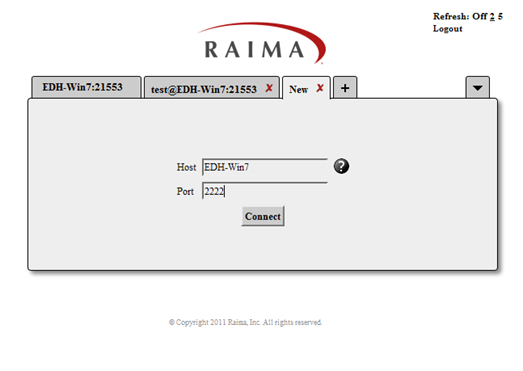 Refresh: Off 2 5
Logout
RAIMA
EDH-Win7:21553
test@EDH-Win7:21553 ✘
New ✘
+
Host EDH-Win7 ?
Port 2222
Connect
© Copyright 2011 Raima, Inc. All rights reserved.